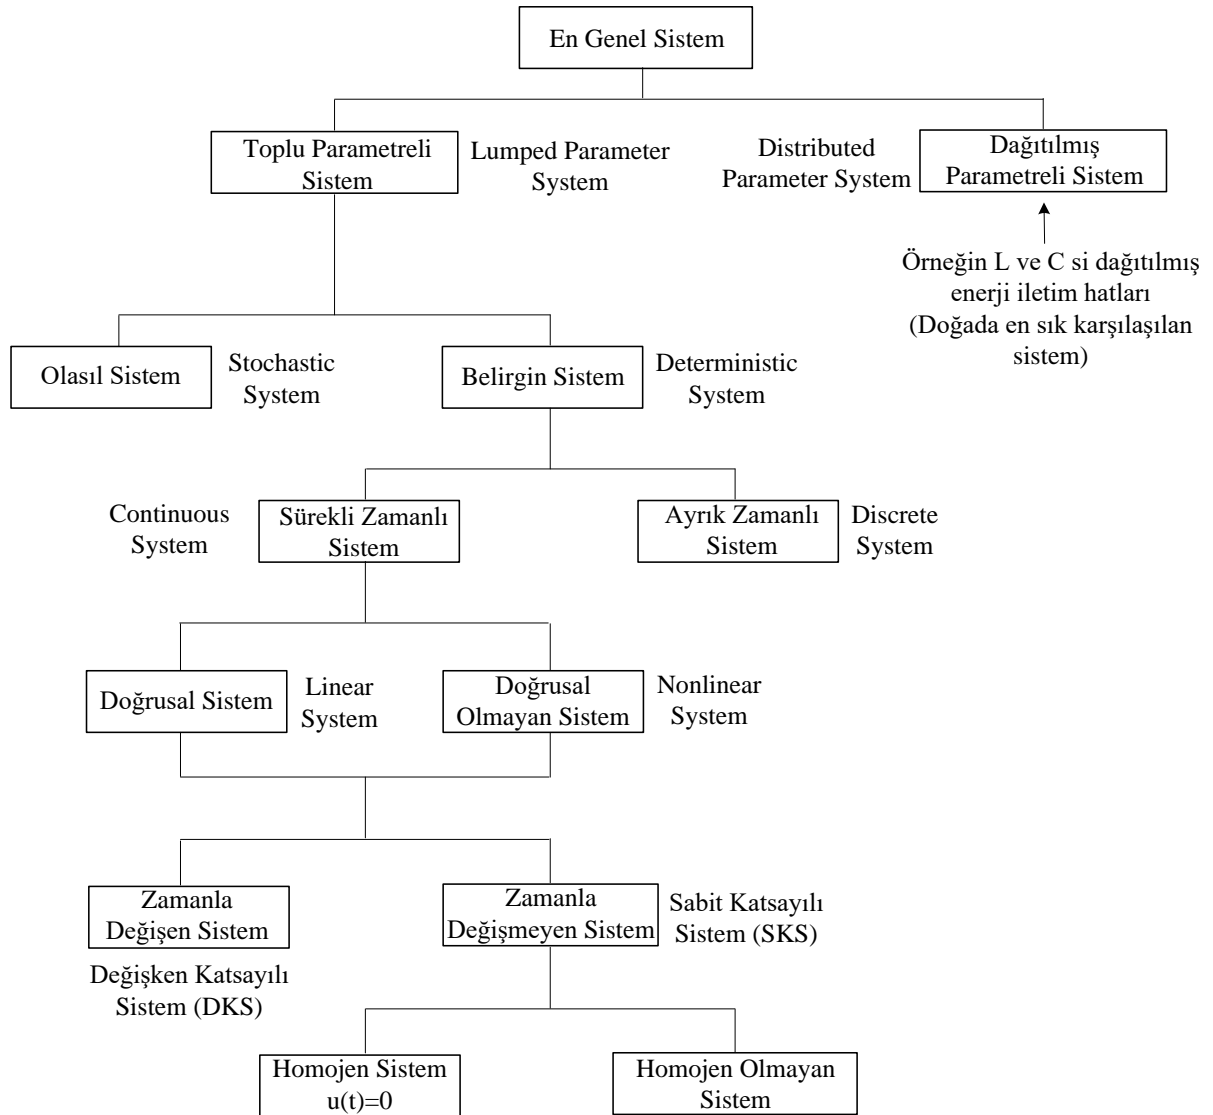 En Genel Sistem
Toplu Parametreli
Sistem
Lumped Parameter
System
Distributed
Parameter System
Dağıtılmış
Parametreli Sistem
Örneğin L ve C si dağıtılmış
enerji iletim hatları
(Doğada en sık karşılaşılan
sistem)
Olasıl Sistem
Stochastic
System
Belirgin Sistem
Deterministic
System
Continuous
System
Sürekli Zamanlı
Sistem
Ayrık Zamanlı
Sistem
Discrete
System
Doğrusal Sistem
Linear
System
Doğrusal
Olmayan Sistem
Nonlinear
System
Zamanla
Değişen Sistem
Değişken Katsayılı
Sistem (DKS)
Zamanla
Değişmeyen Sistem
Sabit Katsayılı
Sistem (SKS)
Homojen Sistem
u(t)=0
Homojen Olmayan
Sistem